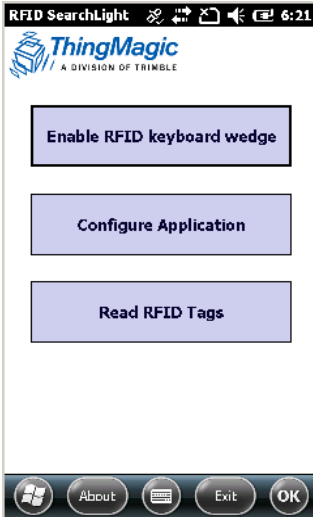 RFID SearchLight 6:21
ThingMagic
A DIVISION OF TRIMBLE
Enable RFID keyboard wedge
Configure Application
Read RFID Tags
About Exit OK